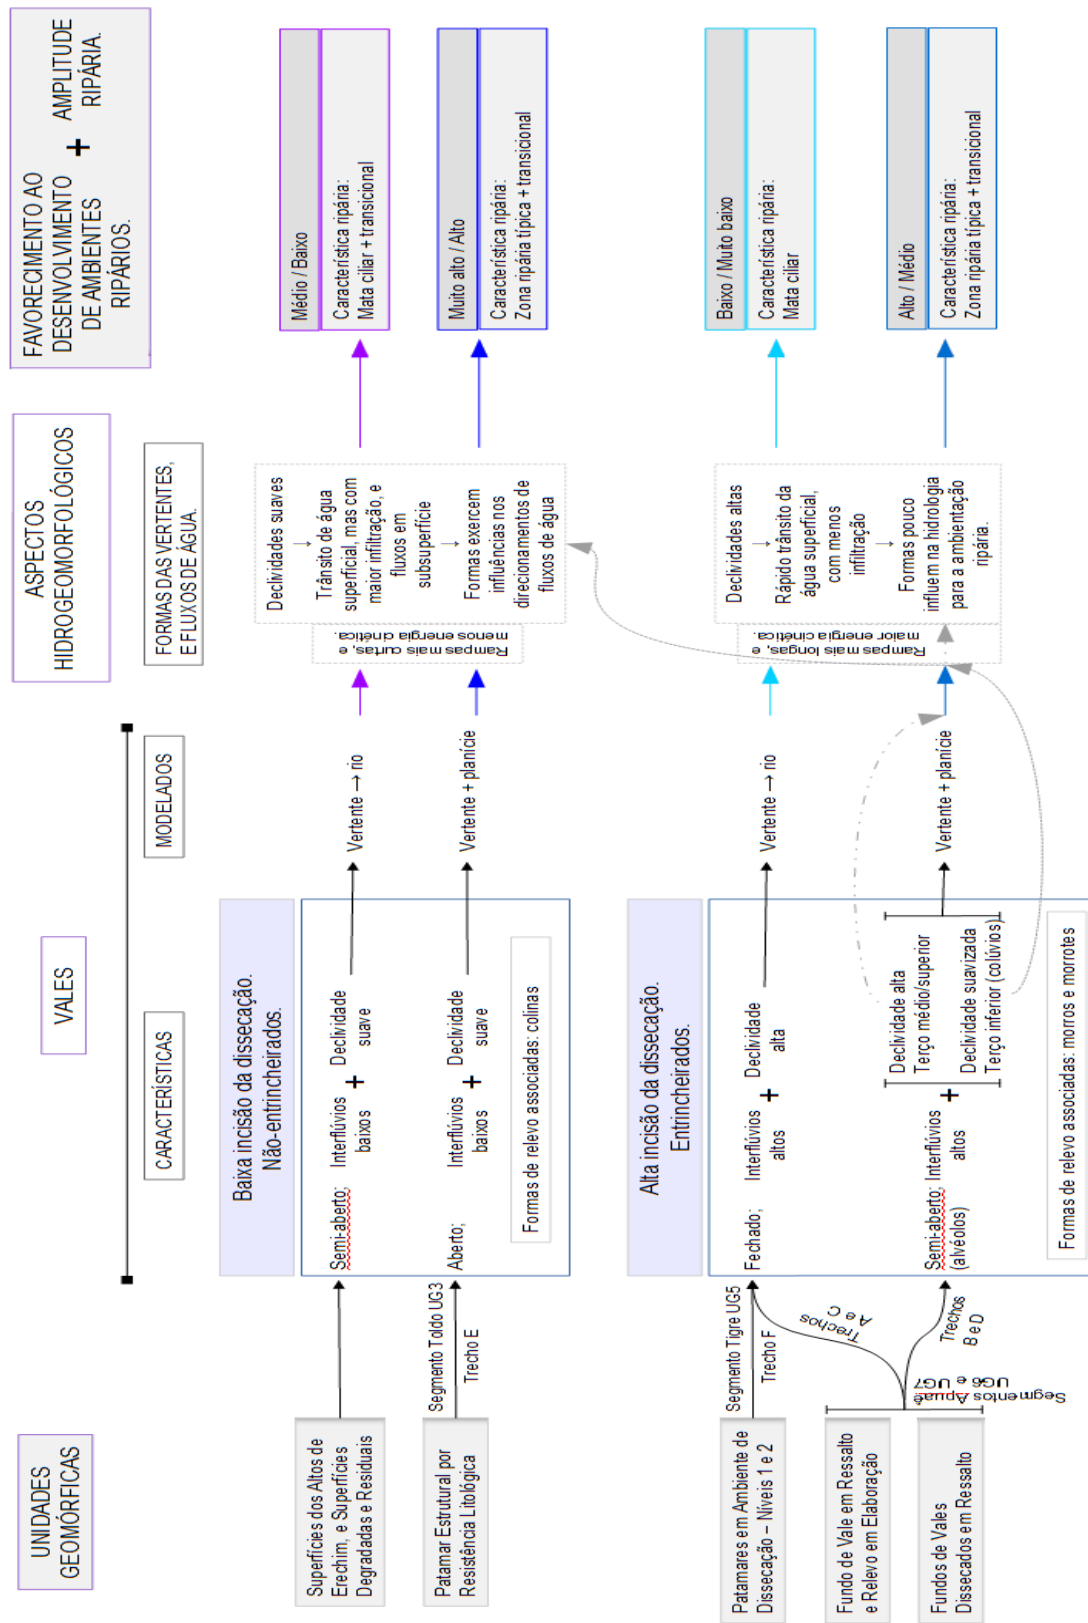 UNIDADES
GEOMÓRFICAS
VALES
CARACTERÍSTICAS
MODELADOS
ASPECTOS
HIDROGEOMORFOLÓGICOS
FORMAS DAS VERTENTES,
E FLUXOS DE ÁGUA.
FAVORECIMENTO AO
DESENVOLVIMENTO
DE AMBIENTES
RIPÁRIOS.
+
AMPLITUDE
RIPÁRIA.
Superfícies dos Altos de
Erechim, e Superfícies
Degradadas e Residuais
Patamar Estrutural por
Resistência Litológica
Segmento Toldo UG3
Trecho E
Baixa incisão da dissecação.
Não-entrincheirados.
Semi-aberto; Interflúvios
baixos
+
Declividade
suave
Vertente → rio
Aberto; Interflúvios
baixos
+
Declividade
suave
Vertente + planície
Formas de relevo associadas: colinas
Rampas mais curtas, e
menos energia cinética.
Declividades suaves
Trânsito de água
superficial, mas com
maior infiltração, e
fluxos em
subsuperfície
Formas exercem
influências nos
direcionamentos de
fluxos de água
Médio / Baixo
Característica ripária:
Mata ciliar + transicional
Muito alto / Alto
Característica ripária:
Zona ripária típica + transicional
Patamares em Ambiente de
Dissecação – Níveis 1 e 2
Segmento Tigre UG5
Trecho F
Fundo de Vale em Ressalto
e Relevo em Elaboração
Fundos de Vales
Dissecados em Ressalto
Segmentos Apuaê
UG6 e UG7
Trechos
A e C
Trechos
B e D
Alta incisão da dissecação.
Entrincheirados.
Fechado; Interflúvios altos
+
Declividade
alta
Vertente → rio
Semi-aberto; Interflúvios
(alvéolos) altos
+
Declividade alta
Terço médio/superior
Declividade suavizada
Terço inferior (colúvios)
Vertente + planície
Formas de relevo associadas: morros e morrotes
Rampas mais longas, e
maior energia cinética.
Declividades altas
Rápido trânsito da
água superficial,
com menos
infiltração
Formas pouco
influem na hidrologia
para a ambientação
ripária.
Baixo / Muito baixo
Característica ripária:
Mata ciliar
Alto / Médio
Característica ripária:
Zona ripária típica + transicional